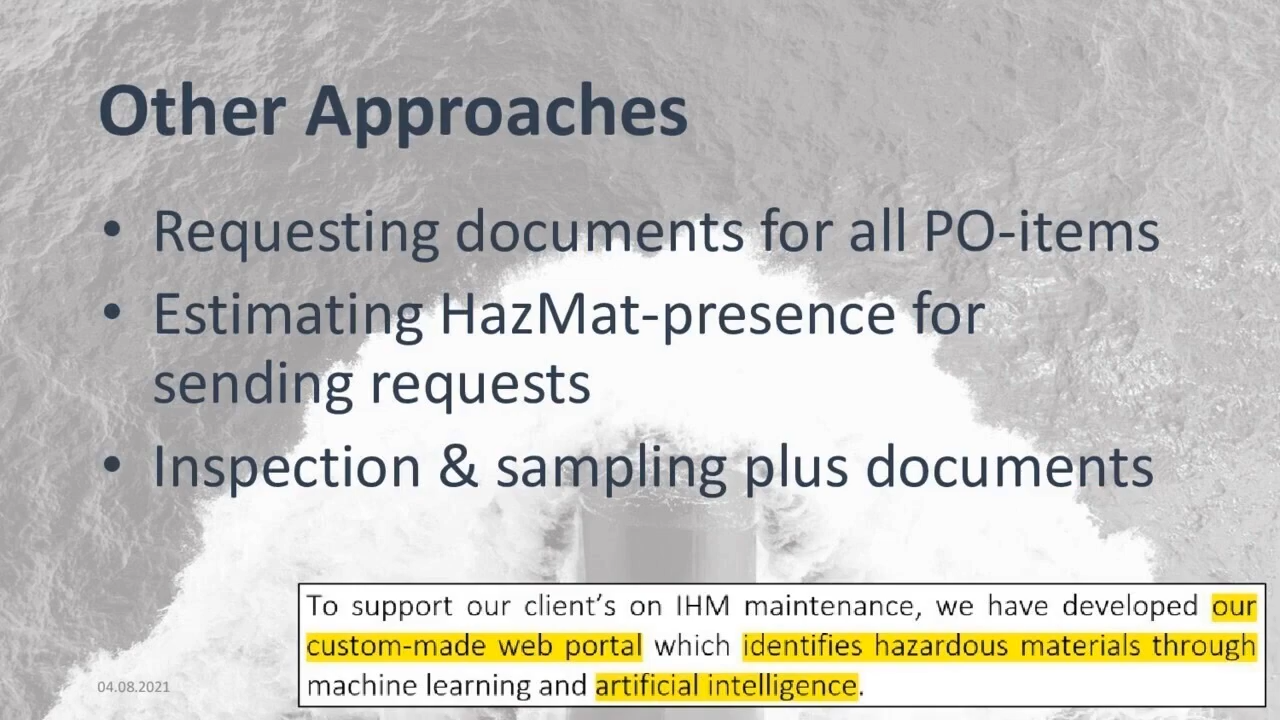 Other Approaches
• Requesting documents for all PO-items
• Estimating HazMat-presence for
sending requests
• Inspection & sampling plus documents
To support our client's on IHM maintenance, we have developed our
custom-made web portal which identifies hazardous materials through
machine learning and artificial intelligence.
04.08.2021